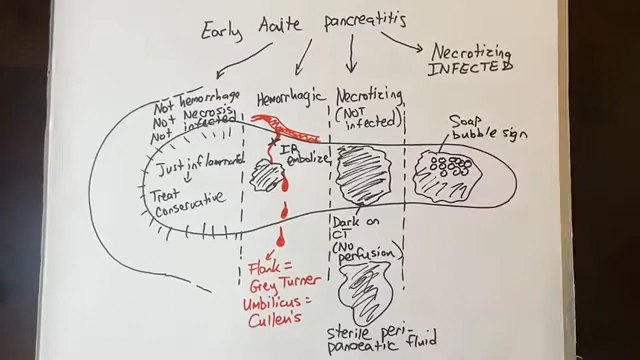 Early Acute pancreatitis
Necrotizing
INFECTED
Not hemorrhage
Not Necrosis
Not infected
Hemorrhagic
Necrotizing
(NOT
infected)
Soap
bubble sign
IR
embolize
Just inflammed
Treat
conservative
Dark on
CT
(No
perfusion)
Flank =
Grey Turner
Umbilicus =
Cullen's
sterile peri-
pancreatic fluid